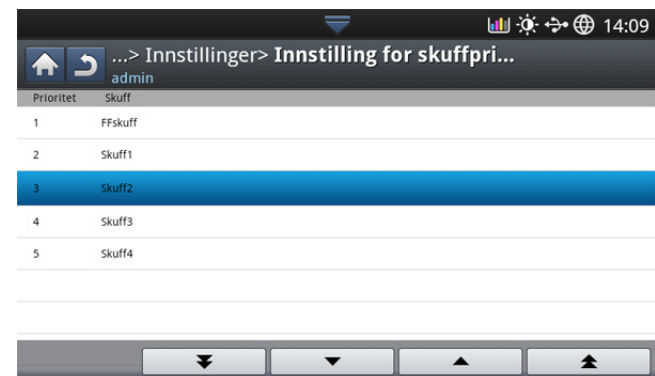 14:09
...> Innstillinger> Innstilling for skuffpri...
admin
Prioritet Skuff
1 FFskuff
2 Skuff1
3 Skuff2
4 Skuff3
5 Skuff4